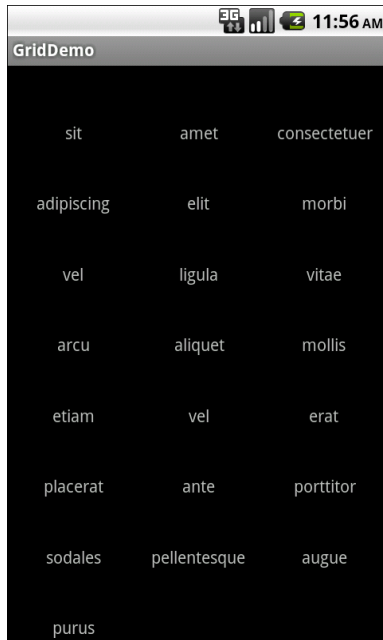 3G 11:56 AM
GridDemo
sit amet consectetuer
adipiscing elit morbi
vel ligula vitae
arcu aliquet mollis
etiam vel erat
placerat ante porttitor
sodales pellentesque augue
purus